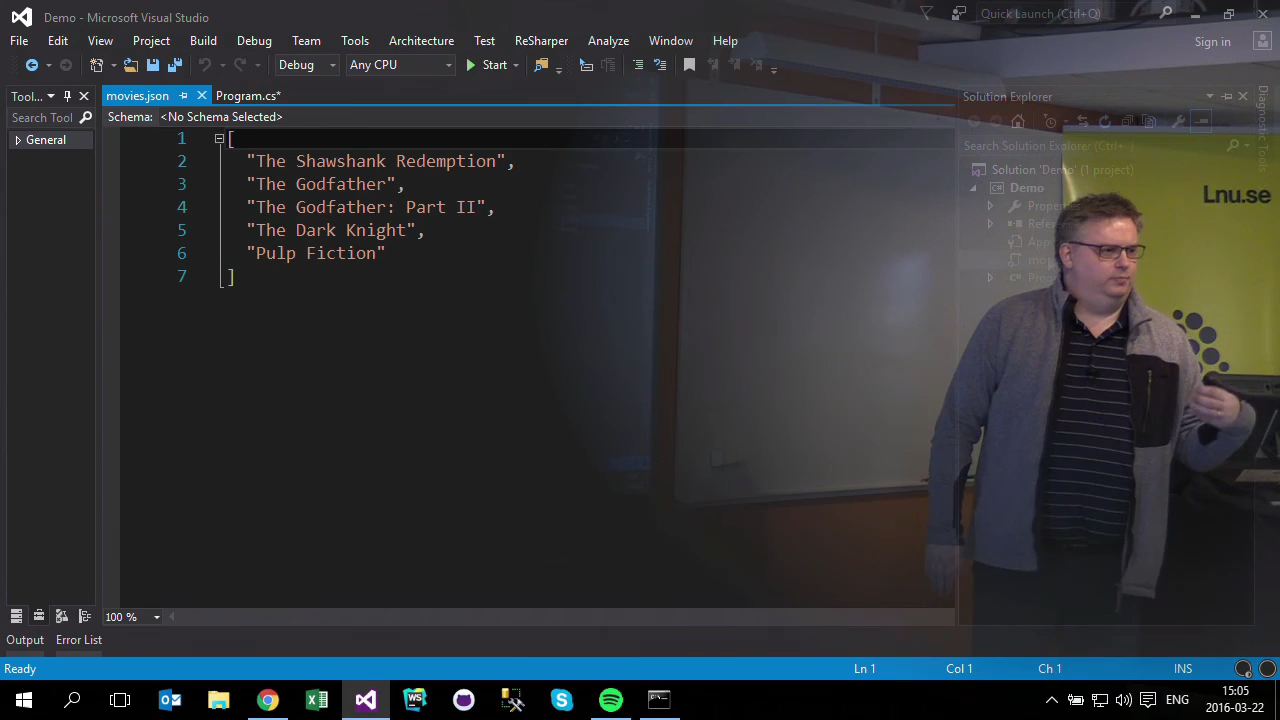 Demo - Microsoft Visual Studio
Quick Launch (Ctrl+Q)
File Edit View Project Build Debug Team Tools Architecture Test ReSharper Analyze Window Help
Sign in
Debug Any CPU Start
Tool...
movies.json Program.cs*
Solution Explorer
Diagnostic Tools
Search Tool
Schema: <No Schema Selected>
General
Search Solution Explorer (Ctrl+
Solution 'Demo' (1 project)
Demo
Properties
App
Lnu.se
1 [
2 "The Shawshank Redemption",
3 "The Godfather",
4 "The Godfather: Part II",
5 "The Dark Knight",
6 "Pulp Fiction"
7 ]
100 %
Output Error List
Ready
Ln 1 Col 1 Ch 1 INS
ENG
15:05
2016-03-22